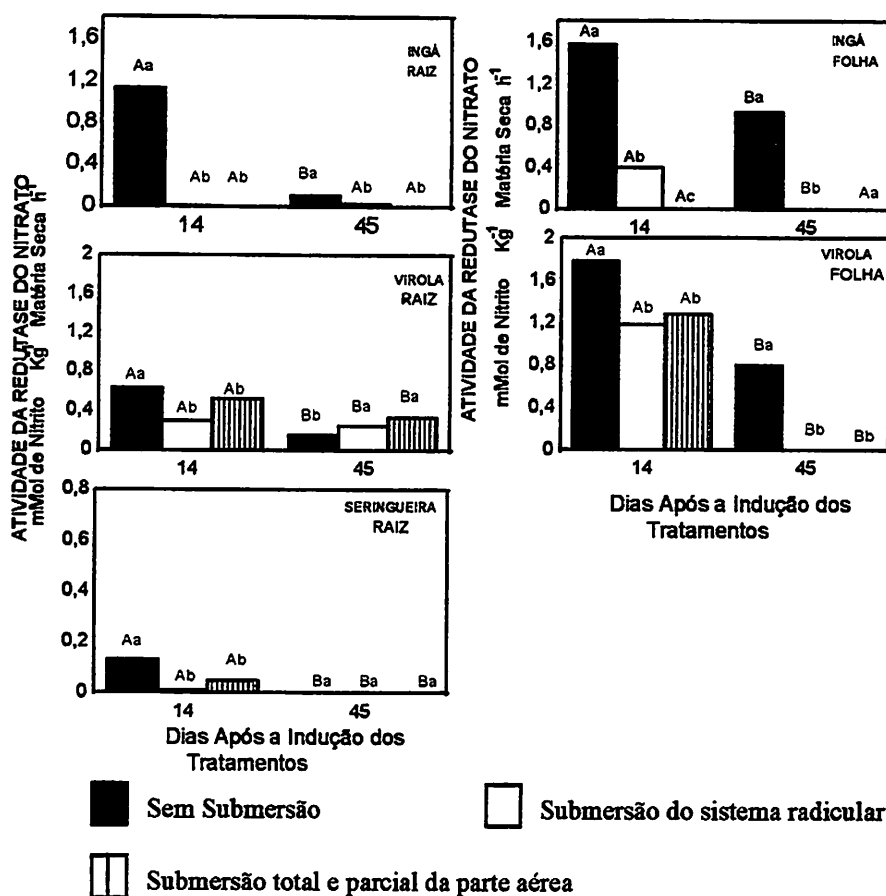 ATIVIDADE DA REDUTASE DO NITRATO
mMol de Nitrito Kg⁻¹ Matéria Seca h⁻¹
1,6
1,2
0,8
0,4
0
INGÁ
RAIZ
Aa
Ab Ab
Ba
Ab Ab
14 45
2
1,6
1,2
0,8
0,4
0
VIROLA
RAIZ
Aa
Ab
Ab
Bb
Ba
Ba
14 45
0,8
0,6
0,4
0,2
0
SERINGUEIRA
RAIZ
Aa
Ab
Ab
Ba Ba Ba
14 45
Dias Após a Indução dos
Tratamentos
ATIVIDADE DA REDUTASE DO NITRATO
mMol de Nitrito Kg⁻¹ Matéria Seca h⁻¹
1,6
1,2
0,8
0,4
0
INGÁ
FOLHA
Aa
Ab
Ac
Ba
Bb
Aa
14 45
2
1,6
1,2
0,8
0,4
0
VIROLA
FOLHA
Aa
Ab
Ab
Ba
Bb Bb
14 45
Dias Após a Indução dos
Tratamentos
Sem Submersão
Submersão do sistema radicular
Submersão total e parcial da parte aérea